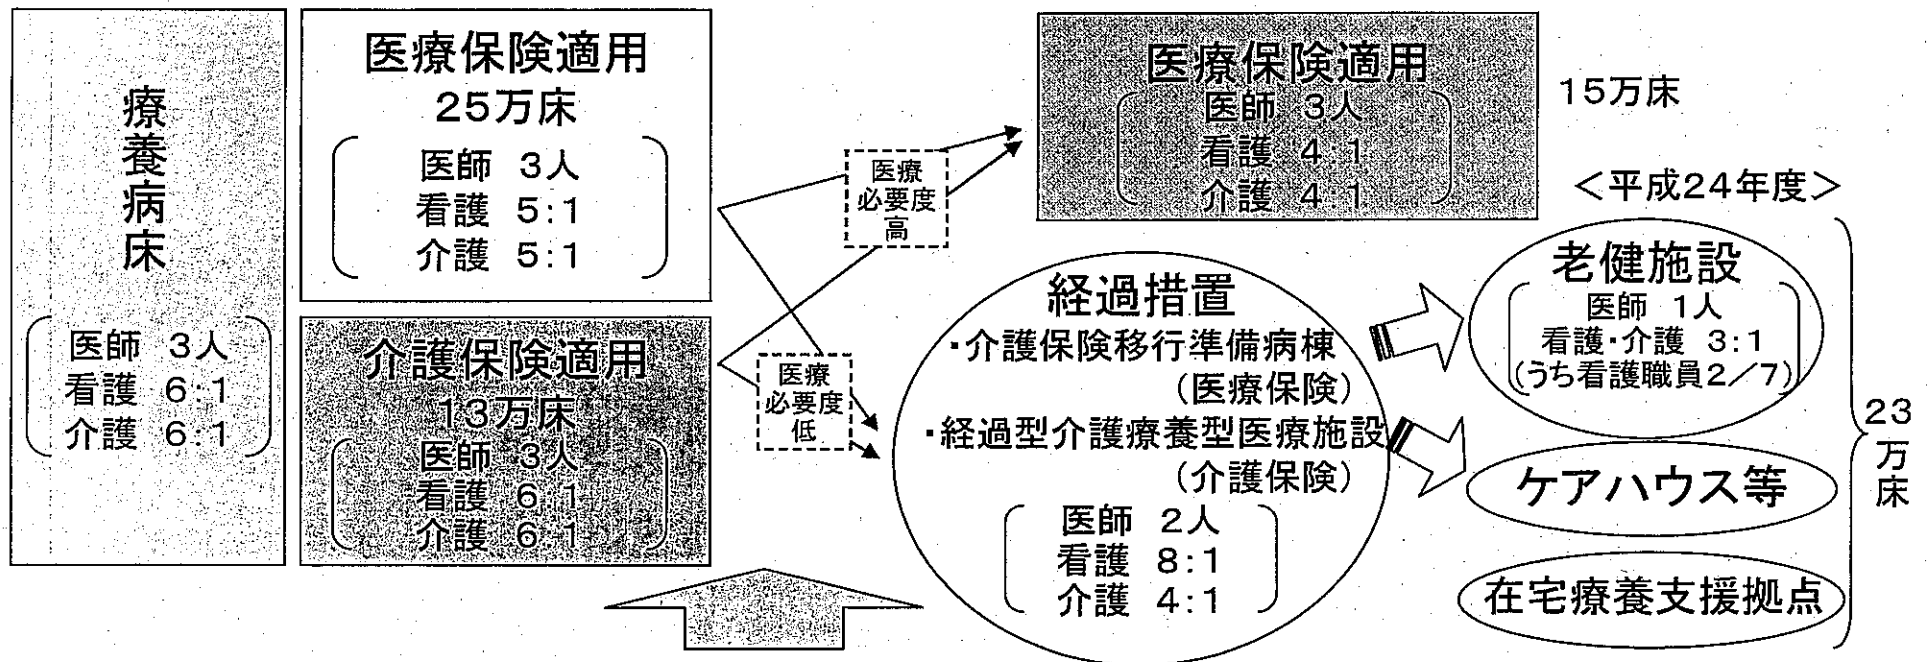 療養病床
医師 3人
看護 6:1
介護 6:1
医療保険適用
25万床
医師 3人
看護 5:1
介護 5:1
介護保険適用
13万床
医師 3人
看護 6:1
介護 6:1
医療
必要度
高
医療
必要度
低
医療保険適用
医師 3人
看護 4:1
介護 4:1
15万床
＜平成24年度＞
経過措置
・介護保険移行準備病棟
(医療保険)
・経過型介護療養型医療施設
(介護保険)
医師 2人
看護 8:1
介護 4:1
老健施設
医師 1人
看護・介護 3:1
(うち看護職員2／7)
ケアハウス等
在宅療養支援拠点
23万床